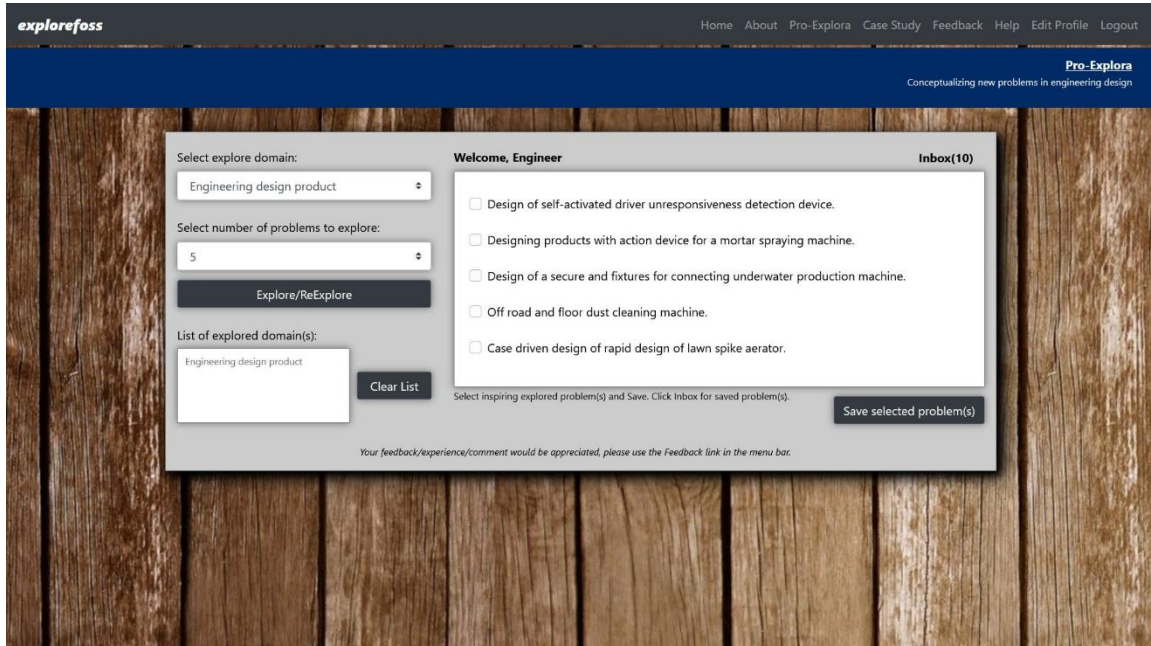 explorefoss
Home About Pro-Explora Case Study Feedback Help Edit Profile Logout
Pro-Explora
Conceptualizing new problems in engineering design
Select explore domain:
Engineering design product
Select number of problems to explore:
5
Explore/ReExplore
List of explored domain(s):
Engineering design product
Clear List
Welcome, Engineer
Inbox(10)
Design of self-activated driver unresponsiveness detection device.
Designing products with action device for a mortar spraying machine.
Design of a secure and fixtures for connecting underwater production machine.
Off road and floor dust cleaning machine.
Case driven design of rapid design of lawn spike aerator.
Select inspiring explored problem(s) and Save. Click Inbox for saved problem(s).
Save selected problem(s)
Your feedback/experience/comment would be appreciated, please use the Feedback link in the menu bar.